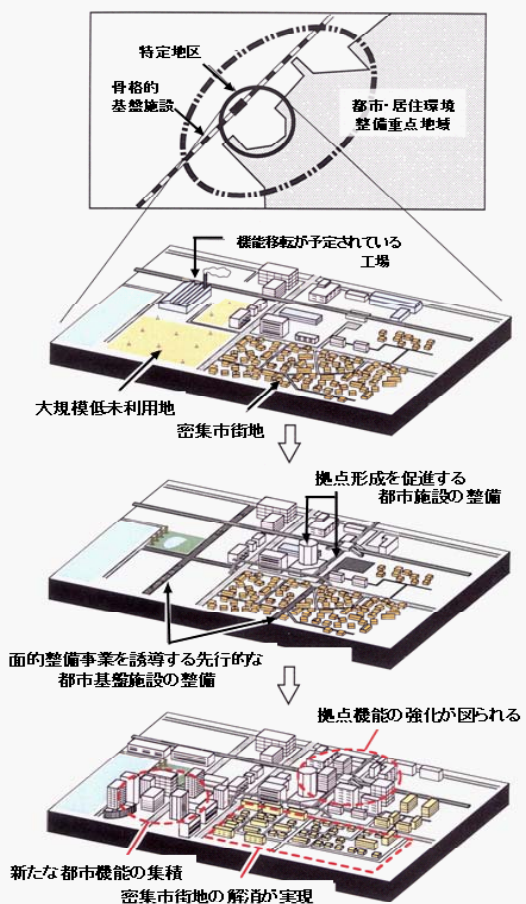 特定地区
骨格的
基盤施設
都市・居住環境
整備重点地域
機能移転が予定されている
工場
大規模低未利用地
密集市街地
拠点形成を促進する
都市施設の整備
面的整備事業を誘導する先行的な
都市基盤施設の整備
拠点機能の強化が図られる
新たな都市機能の集積
密集市街地の解消が実現